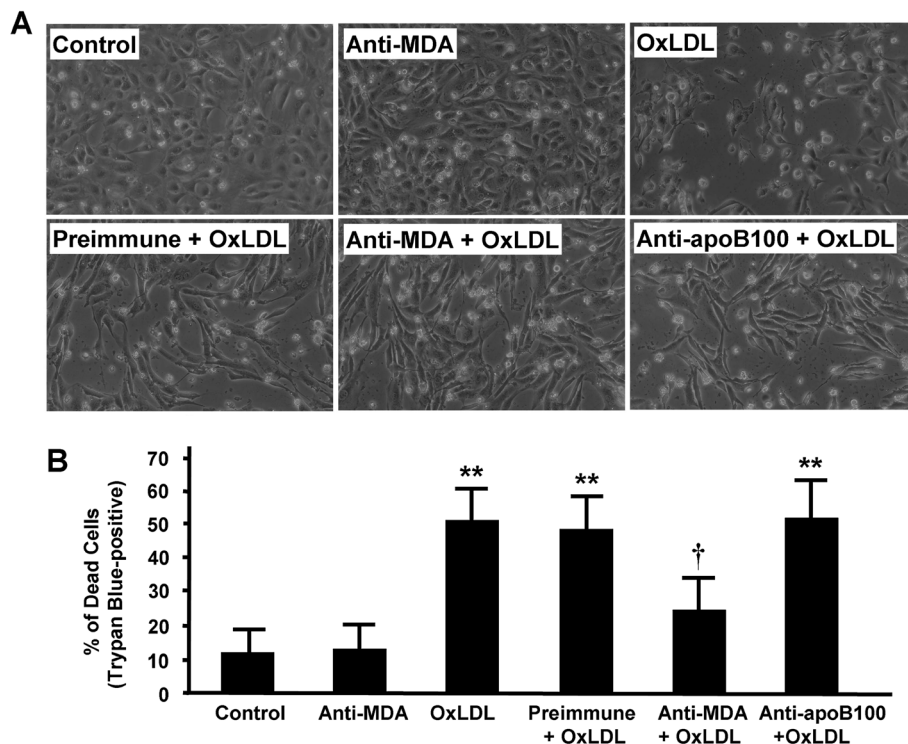 A
Control
Anti-MDA
OxLDL
Preimmune + OxLDL
Anti-MDA + OxLDL
Anti-apoB100 + OxLDL
B
% of Dead Cells
(Trypan Blue-positive)
70
60
50
40
30
20
10
0
**
**
†
**
Control
Anti-MDA
OxLDL
Preimmune
+ OxLDL
Anti-MDA
+ OxLDL
Anti-apoB100
+OxLDL